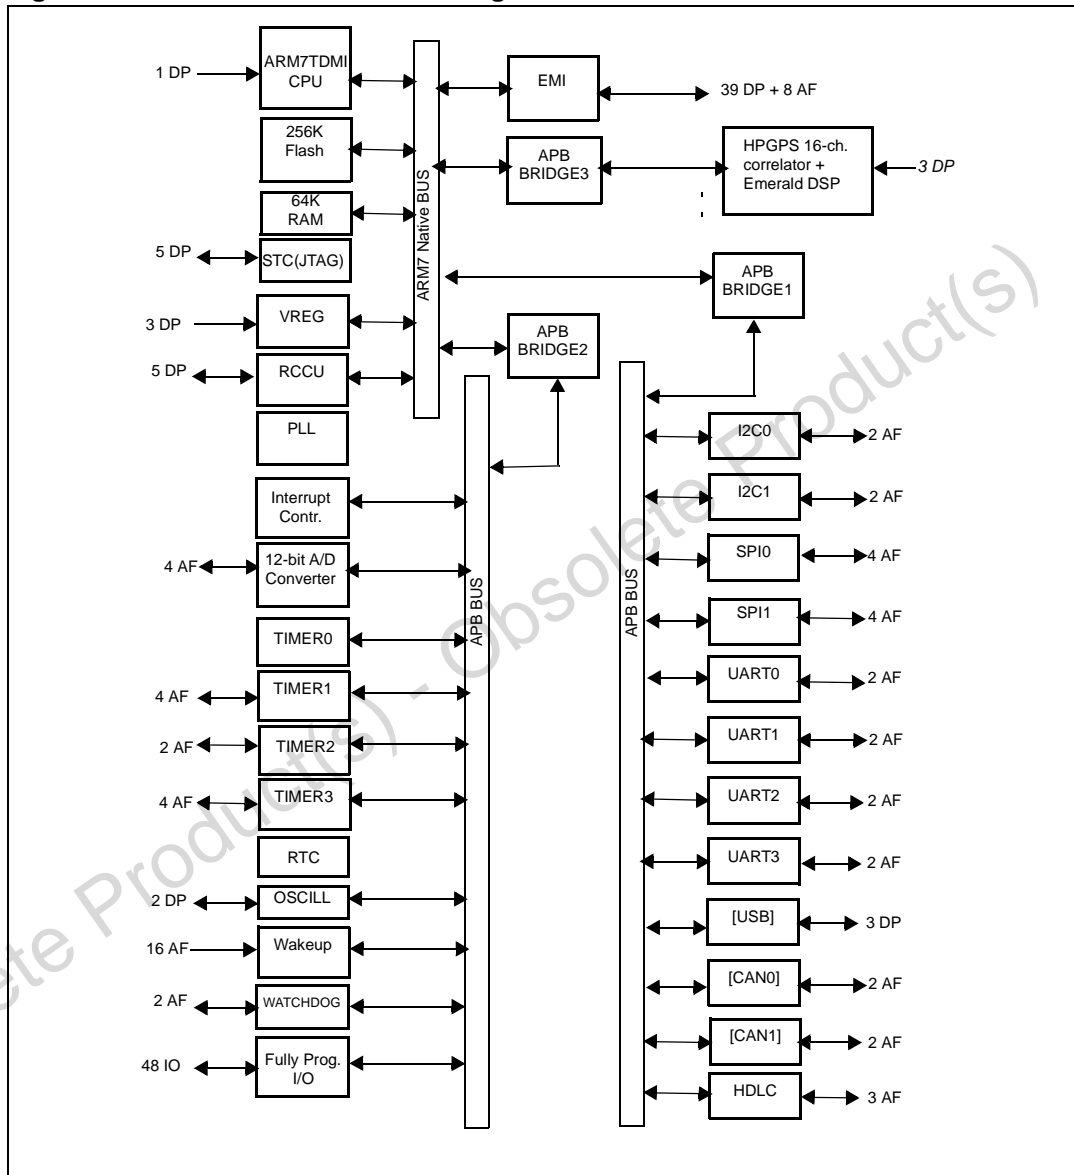 1 DP
ARM7TDMI
CPU
256K
Flash
64K
RAM
5 DP
STC(JTAG)
3 DP
VREG
5 DP
RCCU
PLL
ARM7 Native BUS
EMI
39 DP + 8 AF
APB
BRIDGE3
HPGPS 16-ch.
correlator +
Emerald DSP
3 DP
APB
BRIDGE1
APB
BRIDGE2
Interrupt
Contr.
4 AF
12-bit A/D
Converter
TIMER0
4 AF
TIMER1
2 AF
TIMER2
4 AF
TIMER3
RTC
2 DP
OSCILL
16 AF
Wakeup
2 AF
WATCHDOG
48 IO
Fully Prog.
I/O
APB BUS
APB BUS
I2C0
2 AF
I2C1
2 AF
SPI0
4 AF
SPI1
4 AF
UART0
2 AF
UART1
2 AF
UART2
2 AF
UART3
2 AF
[USB]
3 DP
[CAN0]
2 AF
[CAN1]
2 AF
HDLC
3 AF
ete Product(s) - Obsolete Product(s)